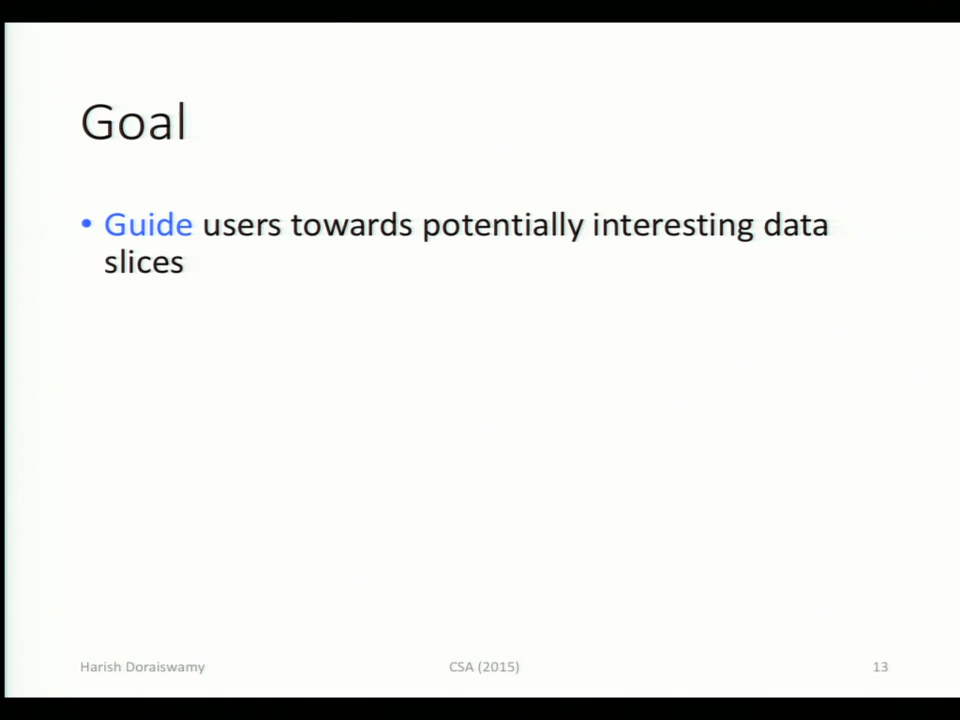 Goal
• Guide users towards potentially interesting data
slices
Harish Doraiswamy
CSA (2015)
13